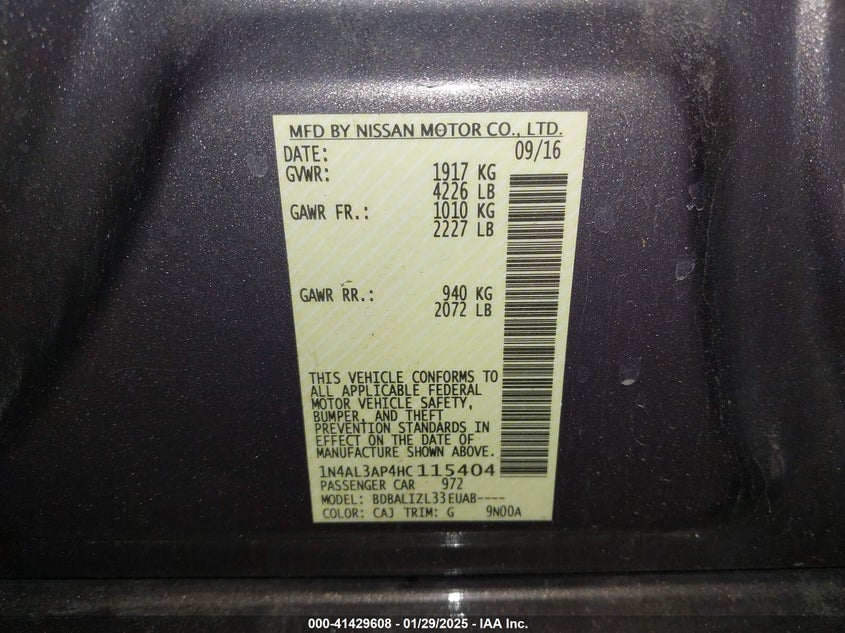 MFD BY NISSAN MOTOR CO., LTD.
DATE: 09/16
GVWR: 1917 KG
4226 LB
GAWR FR.: 1010 KG
2227 LB
GAWR RR.: 940 KG
2072 LB
THIS VEHICLE CONFORMS TO
ALL APPLICABLE FEDERAL
MOTOR VEHICLE SAFETY,
BUMPER, AND THEFT
PREVENTION STANDARDS IN
EFFECT ON THE DATE OF
MANUFACTURE SHOWN ABOVE.
1N4AL3AP4HC115404
PASSENGER CAR 972
MODEL: BDBALIZL33EUAB----
COLOR: CAJ TRIM: G 9N00A
000-41429608 - 01/29/2025 - IAA Inc.